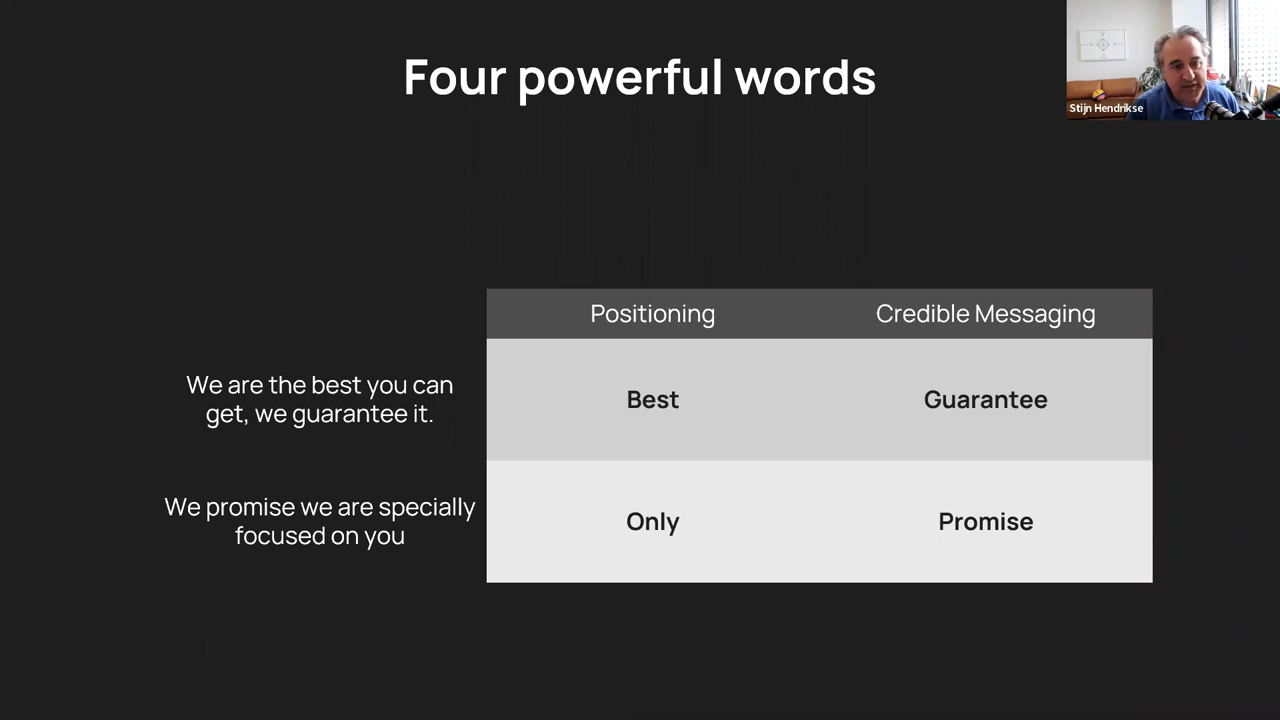 Four powerful words
Stijn Hendrikse
Positioning Credible Messaging
We are the best you can
get, we guarantee it.
Best Guarantee
We promise we are specially
focused on you
Only Promise